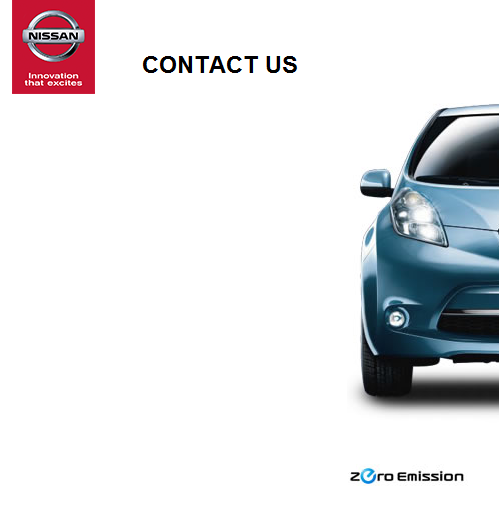 NISSAN
Innovation
that excites
CONTACT US
Zero Emission